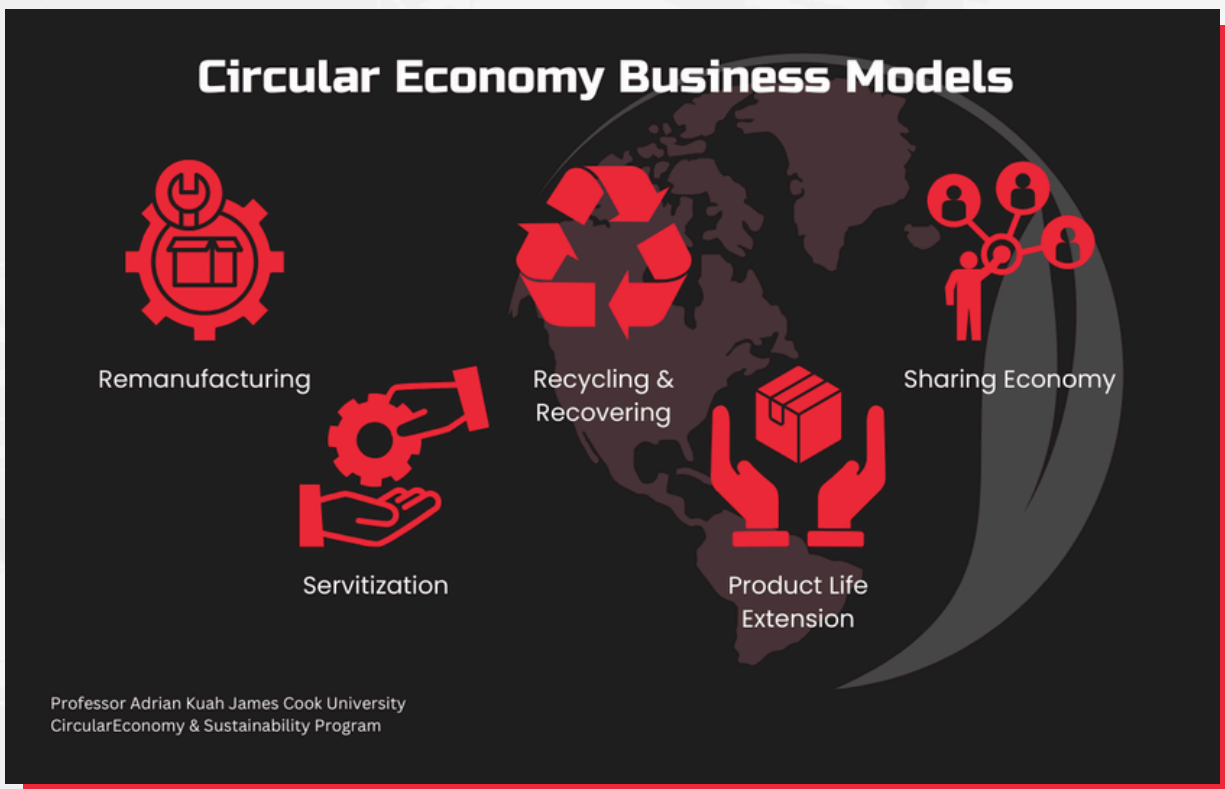 Circular Economy Business Models
Remanufacturing
Recycling &
Recovering
Sharing Economy
Servitization
Product Life
Extension
Professor Adrian Kuah James Cook University
CircularEconomy & Sustainability Program